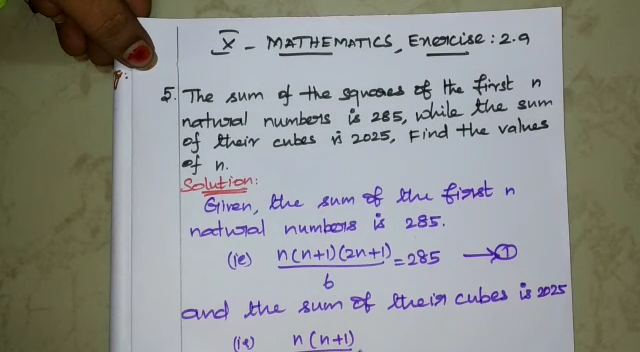 X - MATHEMATICS, Exercise: 2.9
5. The sum of the squares of the first n
natural numbers is 285, while the sum
of their cubes is 2025, Find the values
of n.
Solution:
Given, the sum of the first n
natural numbers is 285.
(ie) n(n+1)(2n+1)/6 = 285 → ①
and the sum of their cubes is 2025
(ie) n(n+1)